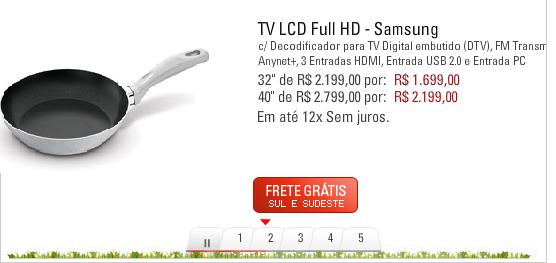 TV LCD Full HD - Samsung
c/ Decodificador para TV Digital embutido (DTV), FM Transm
Anynet+, 3 Entradas HDMI, Entrada USB 2.0 e Entrada PC
32" de R$ 2.199,00 por: R$ 1.699,00
40" de R$ 2.799,00 por: R$ 2.199,00
Em até 12x Sem juros.
FRETE GRÁTIS
SUL E SUDESTE
1 2 3 4 5